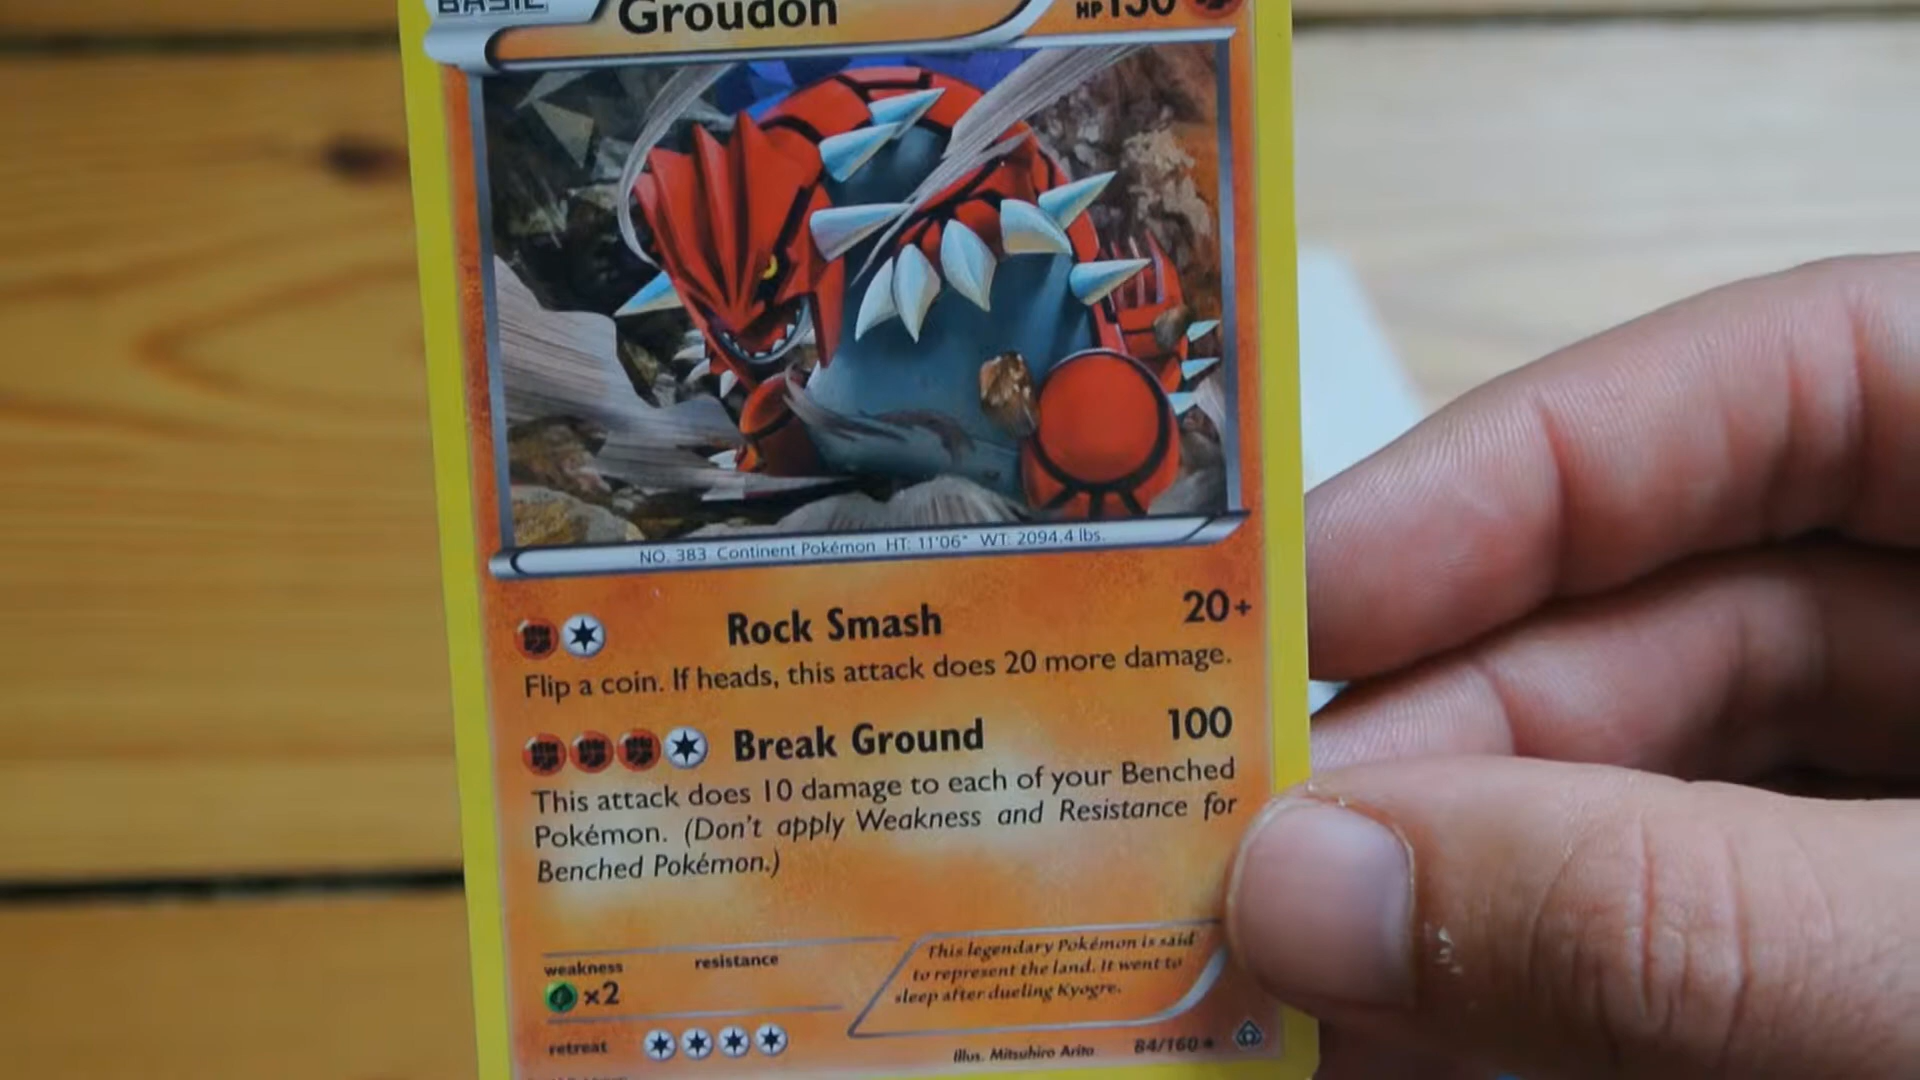 BASIC Groudon HP130
NO. 383 Continent Pokémon HT: 11'06" WT: 2094.4 lbs.
Rock Smash 20+
Flip a coin. If heads, this attack does 20 more damage.
Break Ground 100
This attack does 10 damage to each of your Benched
Pokémon. (Don't apply Weakness and Resistance for
Benched Pokémon.)
weakness resistance
×2
This legendary Pokémon is said
to represent the land. It went to
sleep after dueling Kyogre.
retreat
Illus. Mitsuhiro Arita 84/160